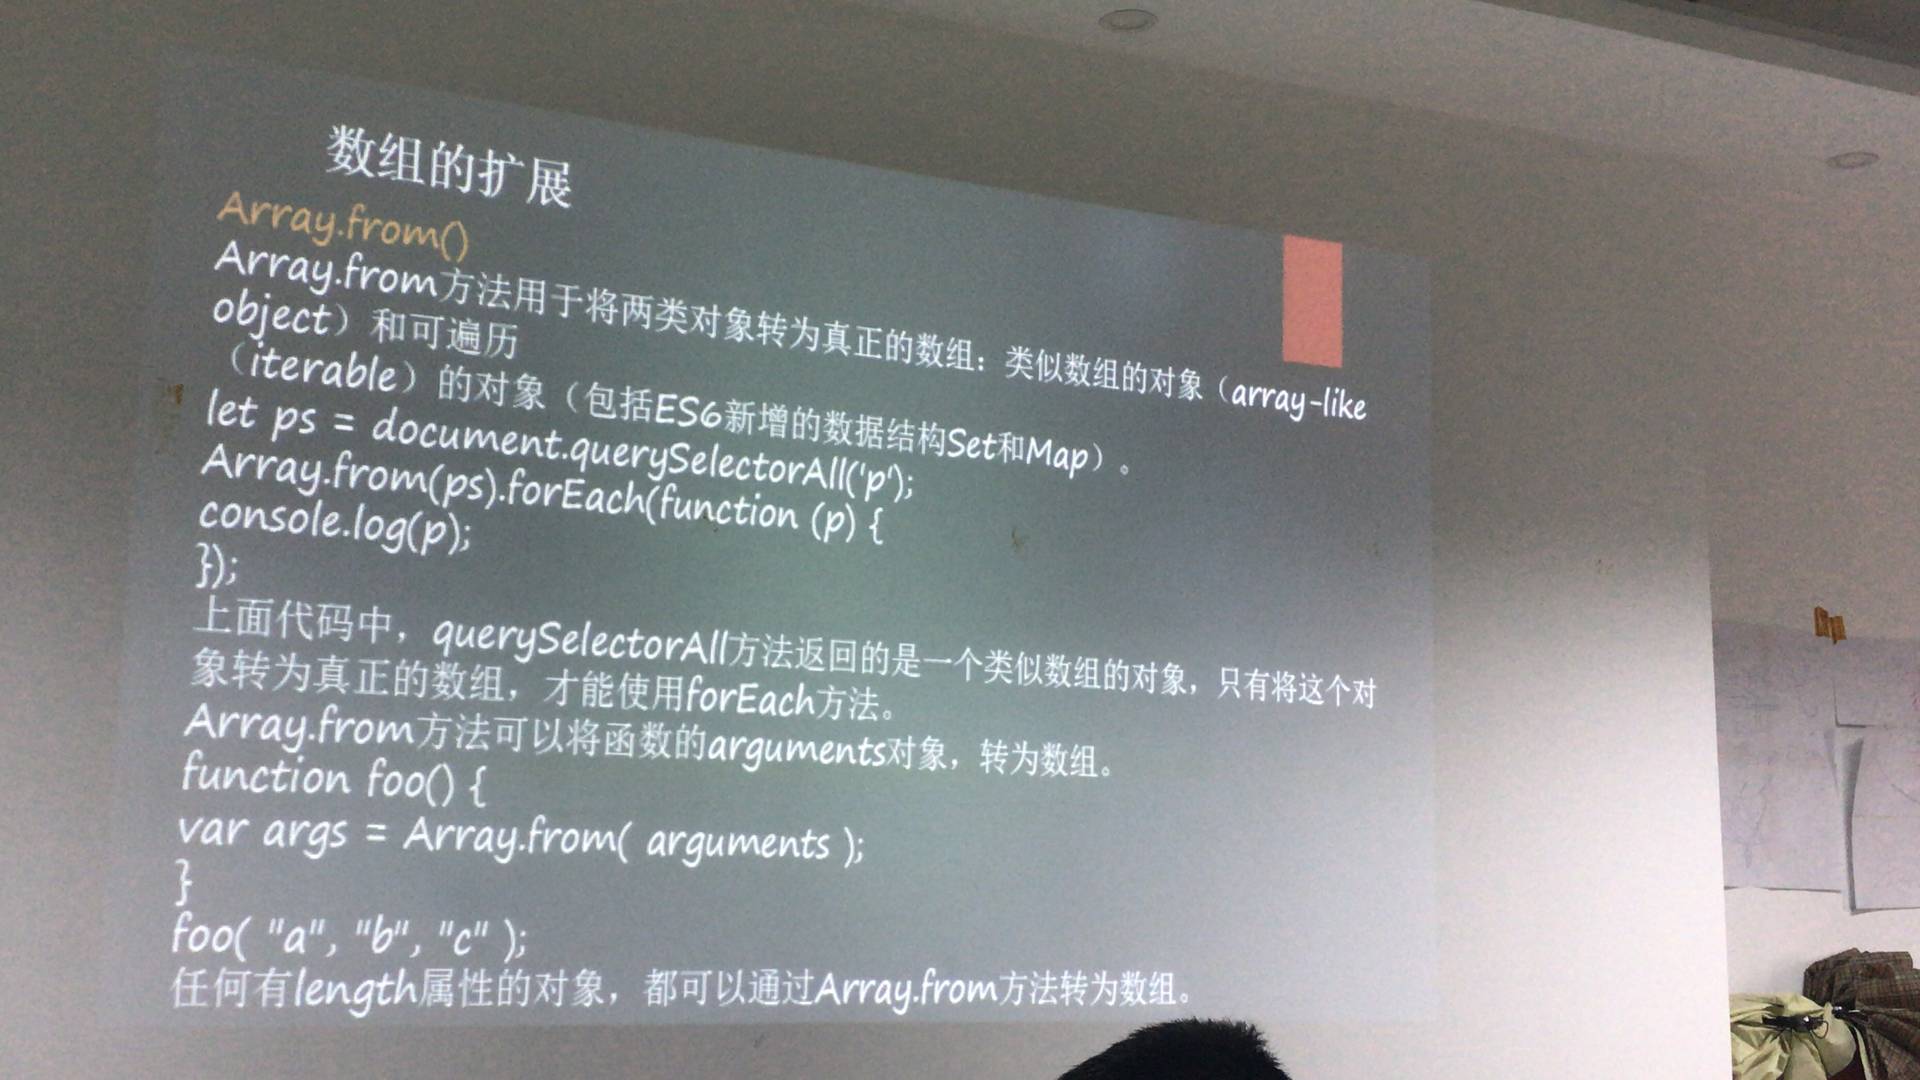 数组的扩展
Array.from()
Array.from方法用于将两类对象转为真正的数组：类似数组的对象（array-like
object）和可遍历
（iterable）的对象（包括ES6新增的数据结构Set和Map）。
let ps = document.querySelectorAll('p');
Array.from(ps).forEach(function (p) {
console.log(p);
});
上面代码中，querySelectorAll方法返回的是一个类似数组的对象，只有将这个对
象转为真正的数组，才能使用forEach方法。
Array.from方法可以将函数的arguments对象，转为数组。
function foo() {
var args = Array.from( arguments );
}
foo( "a", "b", "c" );
任何有length属性的对象，都可以通过Array.from方法转为数组。